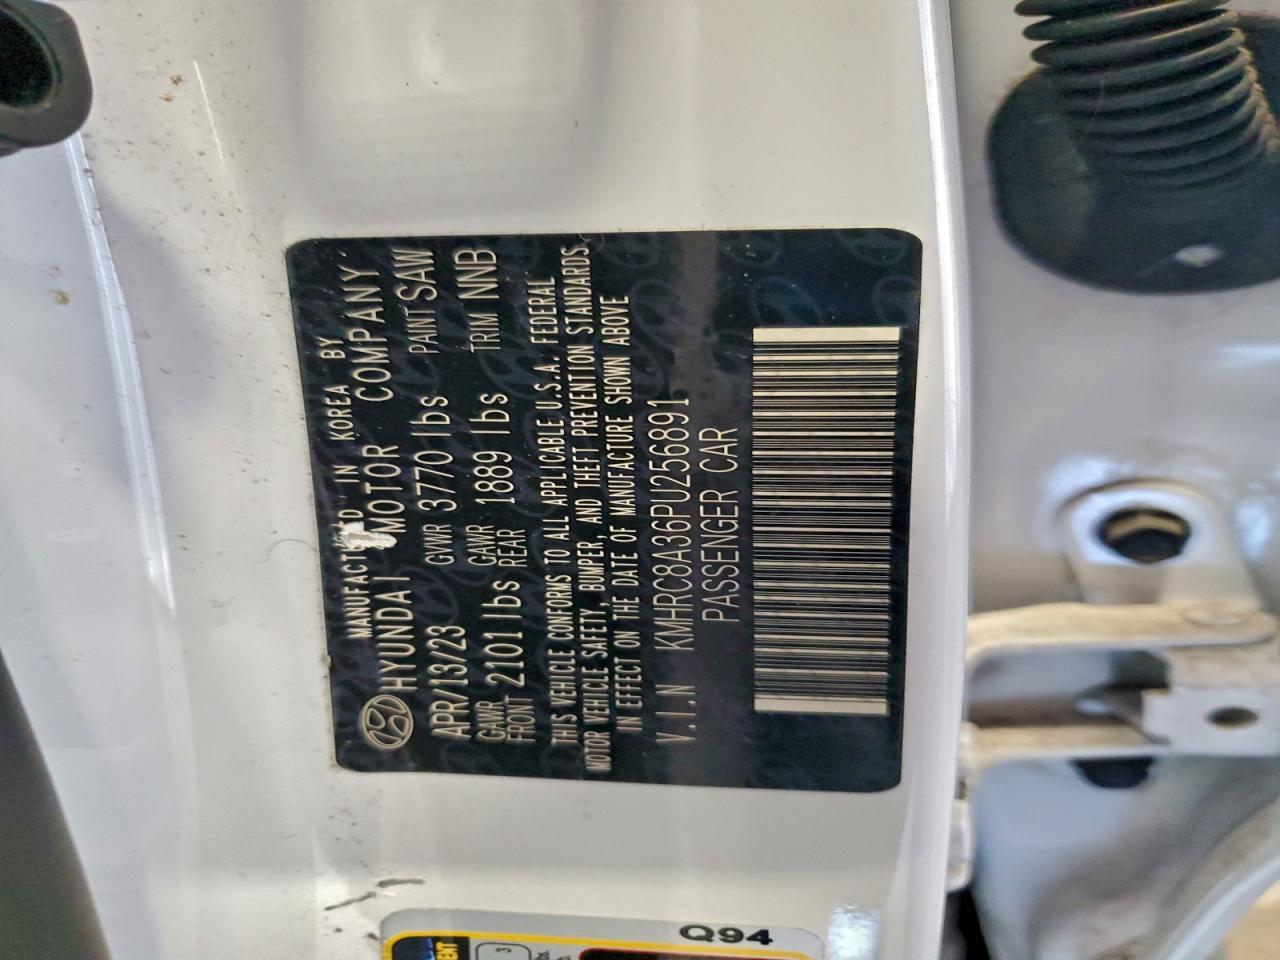 MANUFACTURED IN KOREA BY
HYUNDAI MOTOR COMPANY
APR/13/23 GVWR 3770 lbs PAINT SAW
GAWR FRONT 2101 lbs GAWR REAR 1889 lbs TRIM NNB
THIS VEHICLE CONFORMS TO ALL APPLICABLE U.S.A. FEDERAL
MOTOR VEHICLE SAFETY, BUMPER, AND THEFT PREVENTION STANDARDS
IN EFFECT ON THE DATE OF MANUFACTURE SHOWN ABOVE
V.I.N KMHRC8A36PU256891
PASSENGER CAR
Q94
3